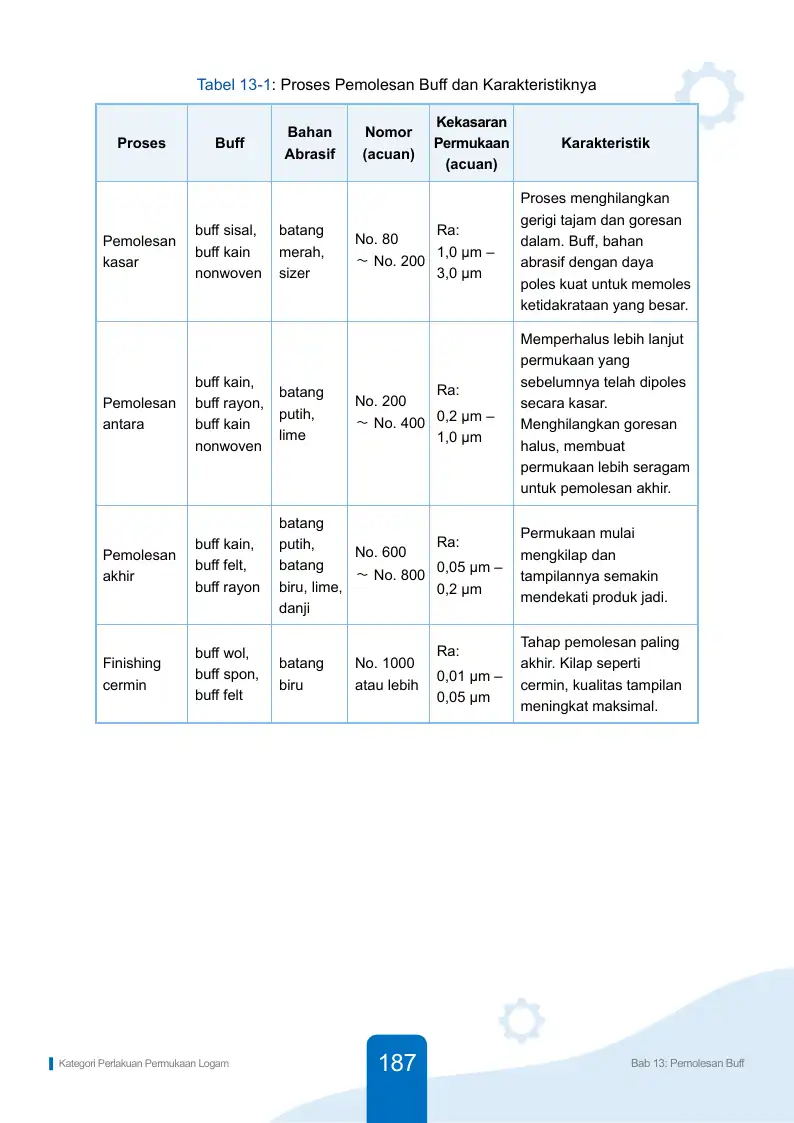 Tabel 13-1: Proses Pemolesan Buff dan Karakteristiknya
Proses
Buff
Bahan
Abrasif
Nomor
(acuan)
Kekasaran
Permukaan
(acuan)
Karakteristik
Pemolesan
kasar
buff sisal,
buff kain
nonwoven
batang
merah,
sizer
No. 80
～ No. 200
Ra:
1,0 µm –
3,0 µm
Proses menghilangkan
gerigi tajam dan goresan
dalam. Buff, bahan
abrasif dengan daya
poles kuat untuk memoles
ketidakrataan yang besar.
Pemolesan
antara
buff kain,
buff rayon,
buff kain
nonwoven
batang
putih,
lime
No. 200
～ No. 400
Ra:
0,2 µm –
1,0 µm
Memperhalus lebih lanjut
permukaan yang
sebelumnya telah dipoles
secara kasar.
Menghilangkan goresan
halus, membuat
permukaan lebih seragam
untuk pemolesan akhir.
Pemolesan
akhir
buff kain,
buff felt,
buff rayon
batang
putih,
batang
biru, lime,
danji
No. 600
～ No. 800
Ra:
0,05 µm –
0,2 µm
Permukaan mulai
mengkilap dan
tampilannya semakin
mendekati produk jadi.
Finishing
cermin
buff wol,
buff spon,
buff felt
batang
biru
No. 1000
atau lebih
Ra:
0,01 µm –
0,05 µm
Tahap pemolesan paling
akhir. Kilap seperti
cermin, kualitas tampilan
meningkat maksimal.
Kategori Perlakuan Permukaan Logam
187
Bab 13: Pemolesan Buff